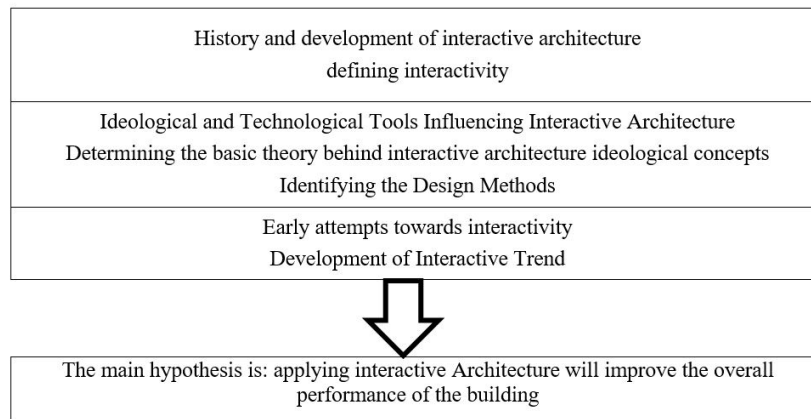 History and development of interactive architecture
defining interactivity
Ideological and Technological Tools Influencing Interactive Architecture
Determining the basic theory behind interactive architecture ideological concepts
Identifying the Design Methods
Early attempts towards interactivity
Development of Interactive Trend
The main hypothesis is: applying interactive Architecture will improve the overall
performance of the building